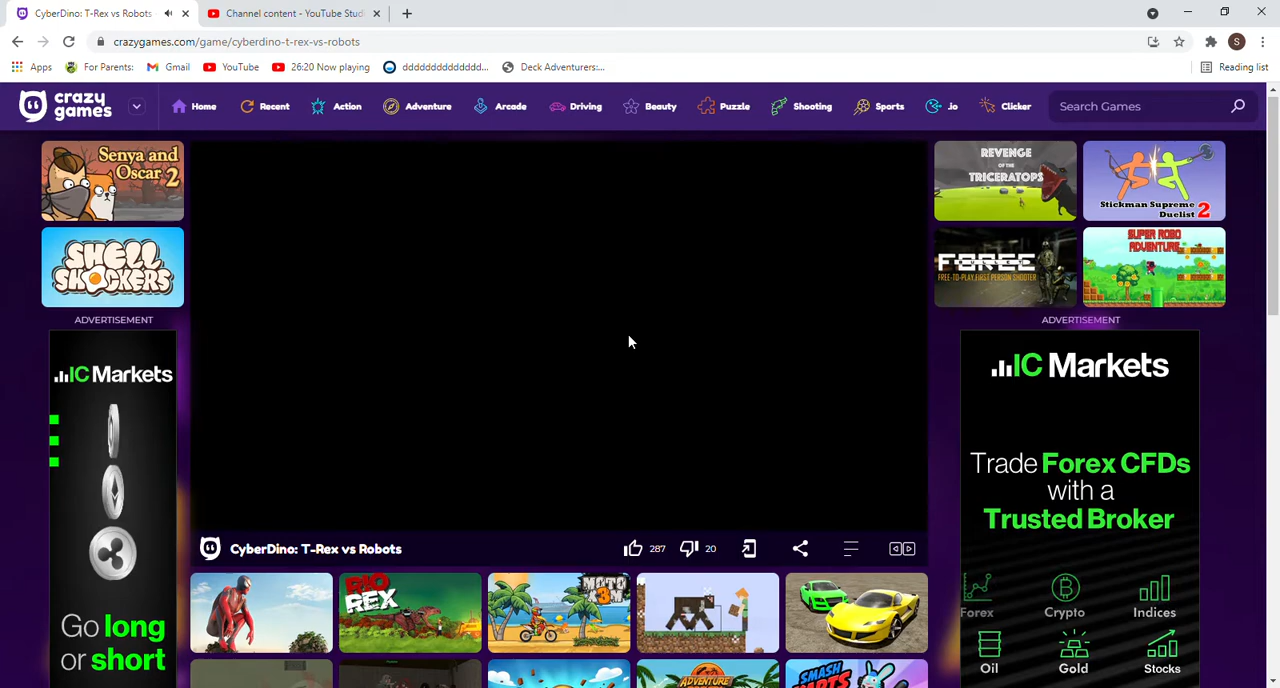 CyberDino: T-Rex vs Robots
Channel content - YouTube Stud
crazygames.com/game/cyberdino-t-rex-vs-robots
S
Apps
For Parents:
Gmail
YouTube
26:20 Now playing
ddddddddddddddd...
Deck Adventurers:...
Reading list
crazy
games
Home
Recent
Action
Adventure
Arcade
Driving
Beauty
Puzzle
Shooting
Sports
.io
Clicker
Search Games
Senya and
Oscar 2
SHELL
SHOCKERS
REVENGE
OF THE
TRICERATOPS
Stickman Supreme
Duelist 2
FORCE
FREE-TO-PLAY FIRST PERSON SHOOTER
SUPER ROBO
ADVENTURE
ADVERTISEMENT
IC Markets
Go long
or short
ADVERTISEMENT
IC Markets
Trade Forex CFDs
with a
Trusted Broker
Forex
Crypto
Indices
Oil
Gold
Stocks
CyberDino: T-Rex vs Robots
287
20
RIO
REX
MOTO
X3M
ADVENTURE
SMASH
KARTS